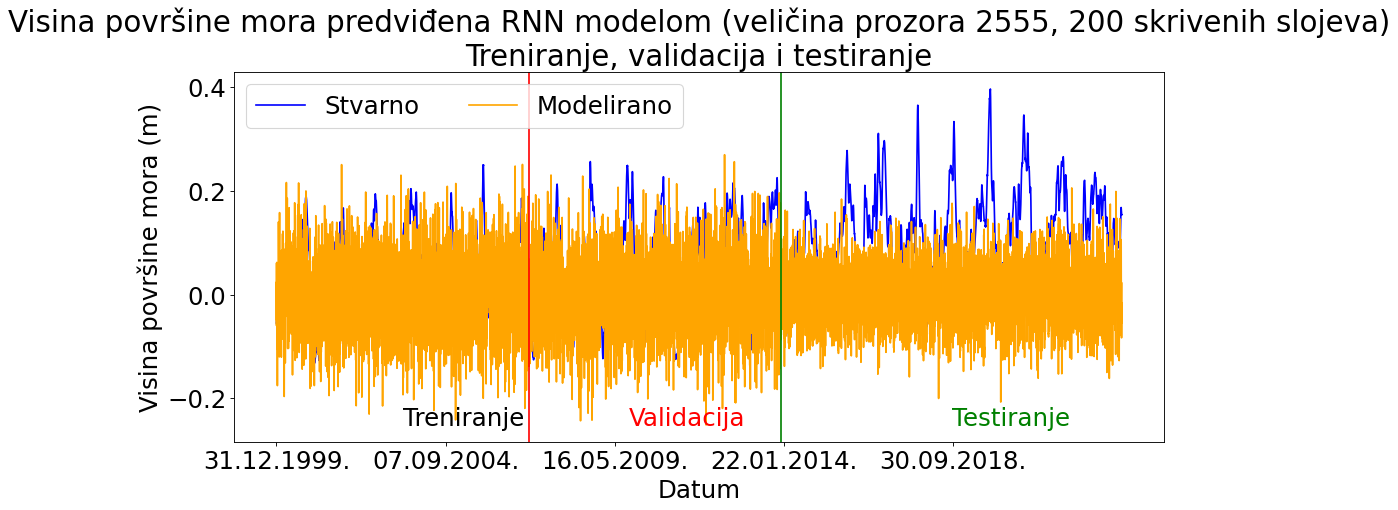 Visina površine mora predviđena RNN modelom (veličina prozora 2555, 200 skrivenih slojeva)
Treniranje, validacija i testiranje
Stvarno Modelirano
0.4
0.2
0.0
−0.2
Visina površine mora (m)
Treniranje Validacija Testiranje
31.12.1999. 07.09.2004. 16.05.2009. 22.01.2014. 30.09.2018.
Datum